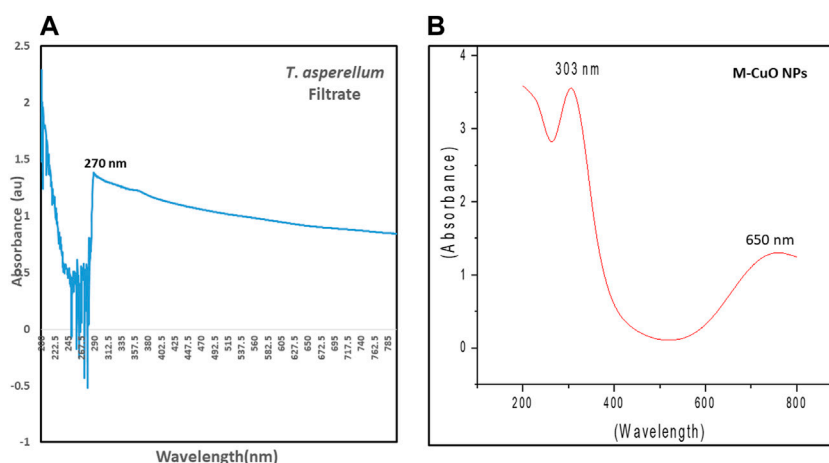 A
2.5
2
1.5
1
0.5
0
-0.5
-1
Absorbance (au)
T. asperellum
Filtrate
270 nm
200 222.5 245 267.5 290 312.5 335 357.5 380 402.5 425 447.5 470 492.5 515 537.5 560 582.5 605 627.5 650 672.5 695 717.5 740 762.5 785
Wavelength(nm)
B
4
3
2
1
0
(Absorbance)
303 nm
M-CuO NPs
650 nm
200 400 600 800
(Wavelength)